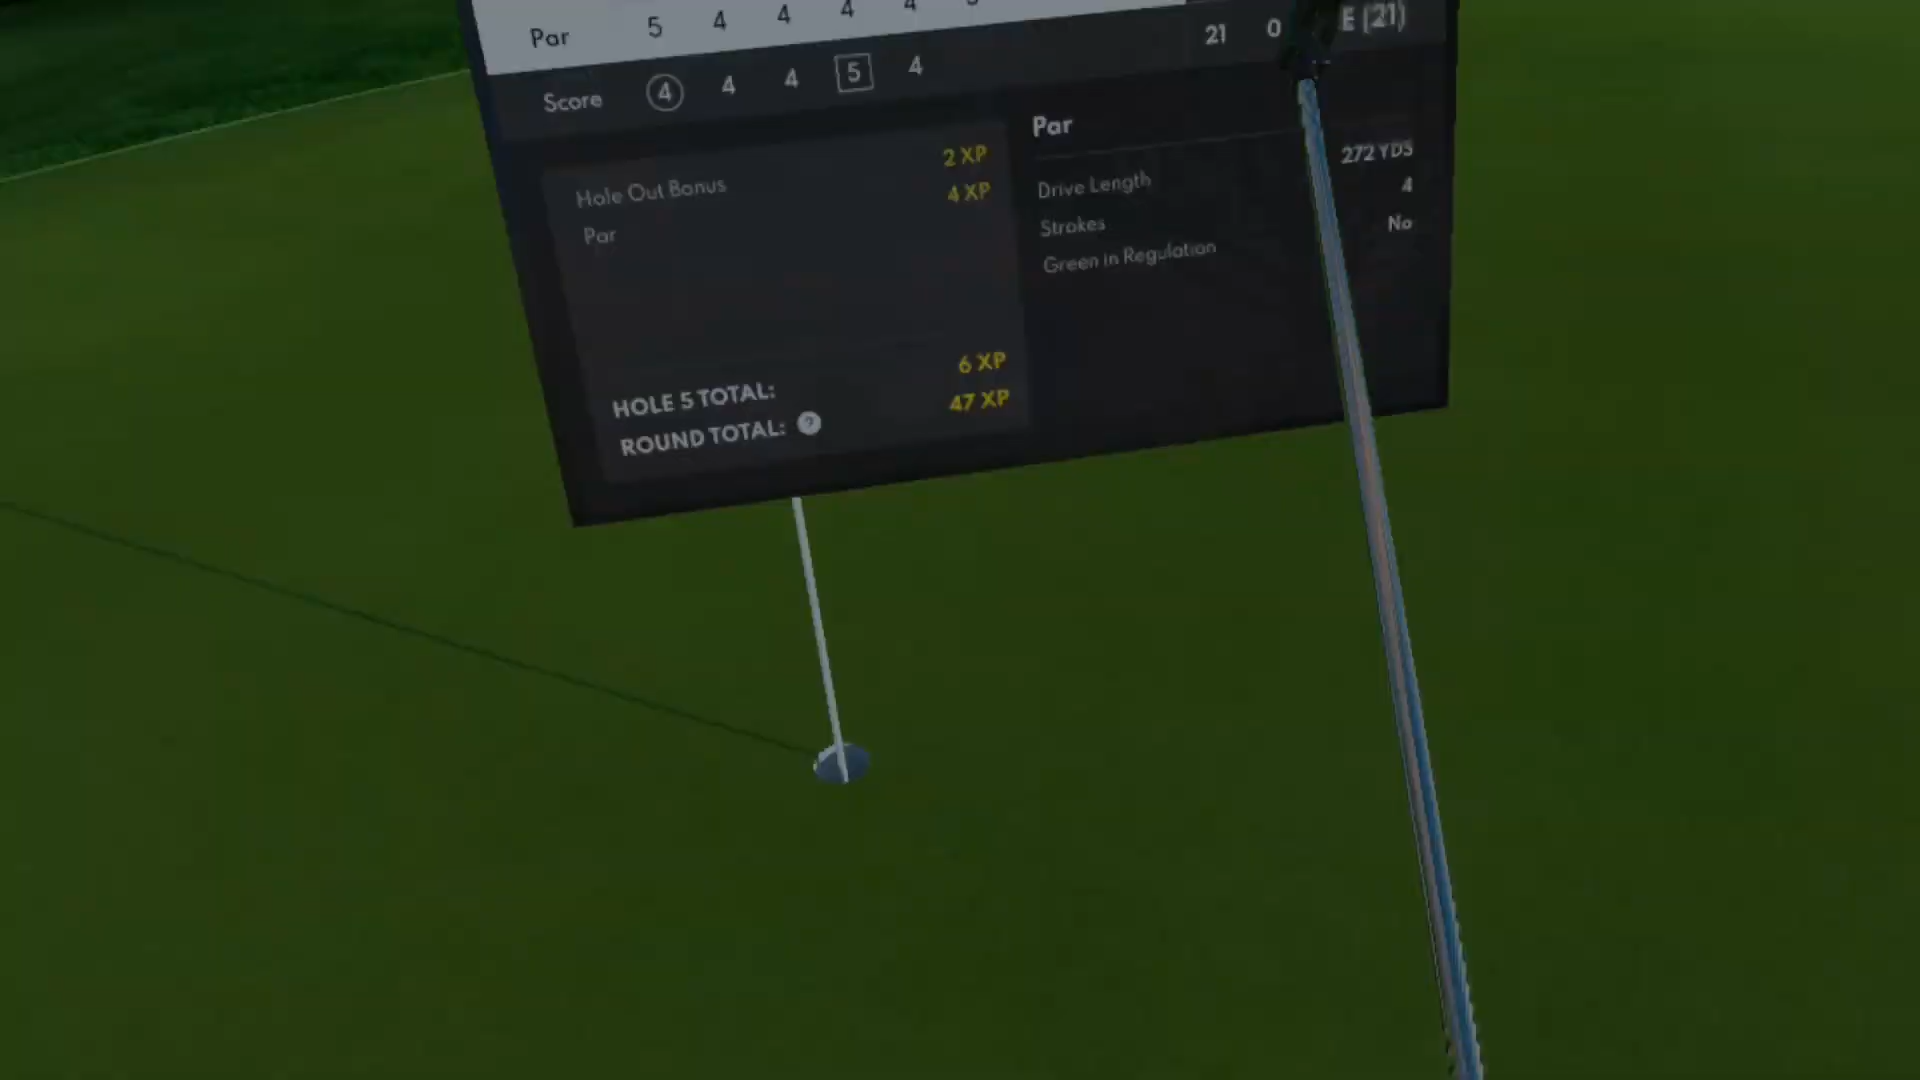 Par 5 4 4 4 4
Score 4 4 4 5 4 21 0 E (21)
Hole Out Bonus 2 XP
Par 4 XP
HOLE 5 TOTAL: 6 XP
ROUND TOTAL: ? 47 XP
Par
Drive Length 272 YDS
Strokes 4
Green in Regulation No